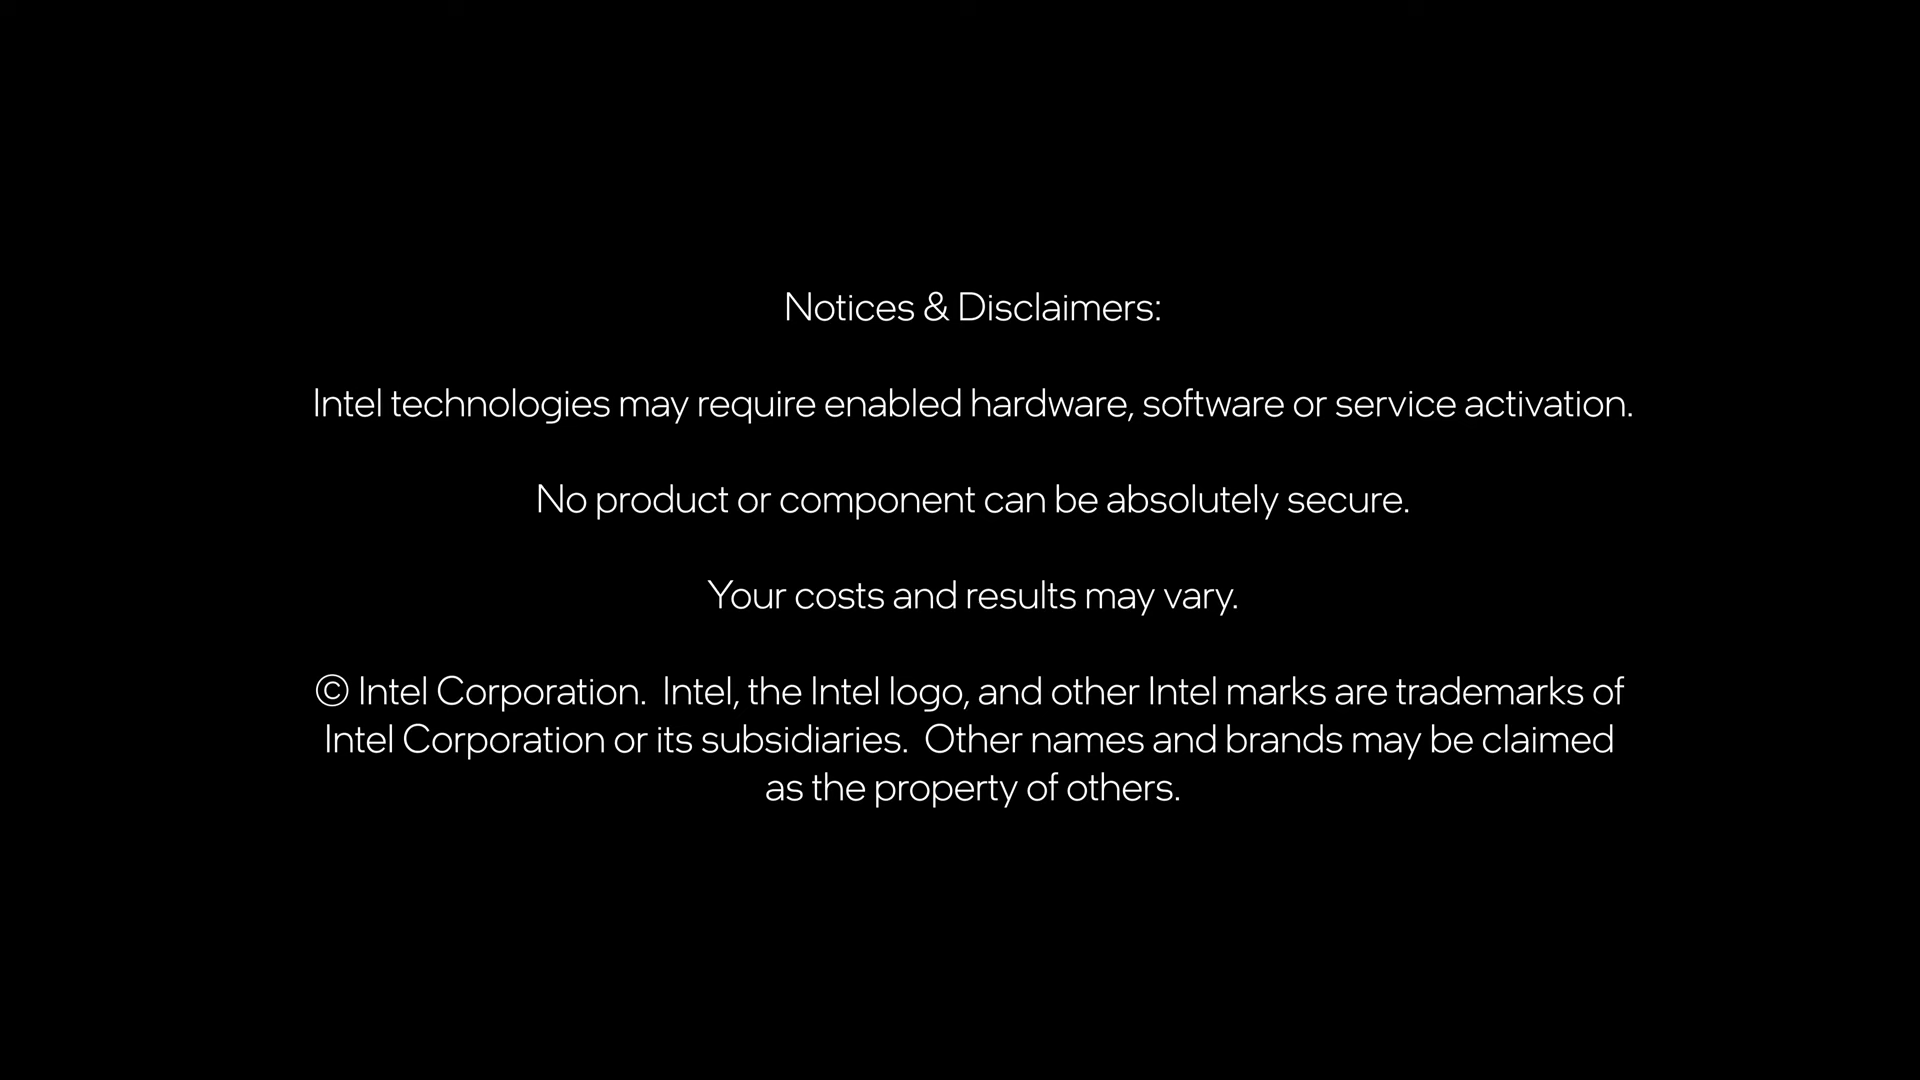 Notices & Disclaimers:
Intel technologies may require enabled hardware, software or service activation.
No product or component can be absolutely secure.
Your costs and results may vary.
© Intel Corporation.  Intel, the Intel logo, and other Intel marks are trademarks of
Intel Corporation or its subsidiaries.  Other names and brands may be claimed
as the property of others.